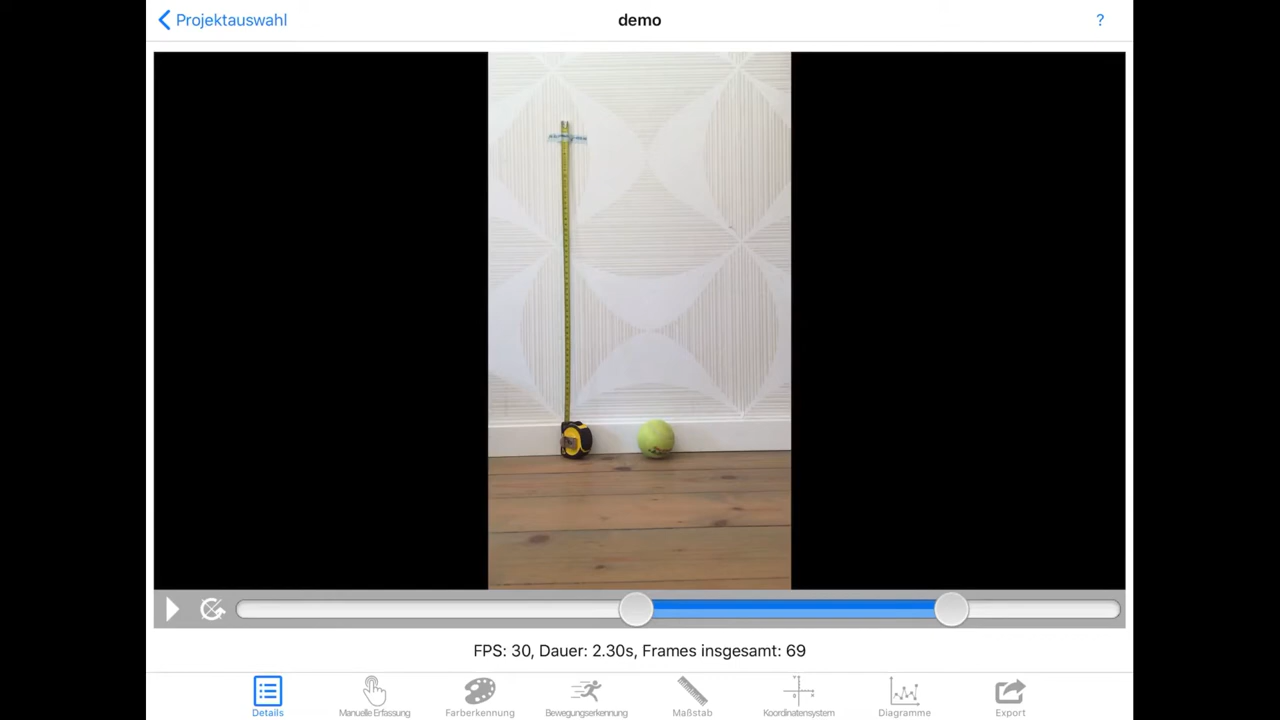 Projektauswahl
demo
?
FPS: 30, Dauer: 2.30s, Frames insgesamt: 69
Details
Manuelle Erfassung
Farberkennung
Bewegungserkennung
Maßstab
Koordinatensystem
Diagramme
Export